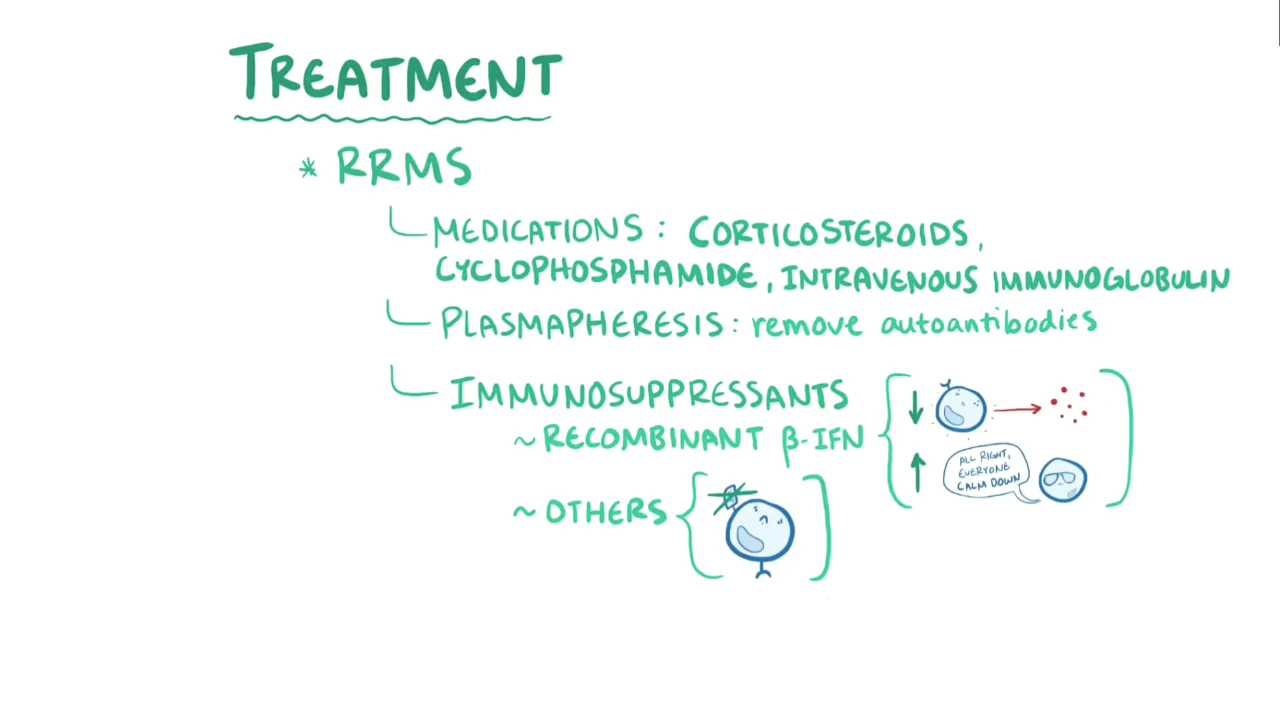 TREATMENT
* RRMS
MEDICATIONS: CORTICOSTEROIDS,
CYCLOPHOSPHAMIDE, INTRAVENOUS IMMUNOGLOBULIN
PLASMAPHERESIS: remove autoantibodies
IMMUNOSUPPRESSANTS
~ RECOMBINANT β-IFN
ALL RIGHT,
EVERYONE
CALM DOWN
~ OTHERS